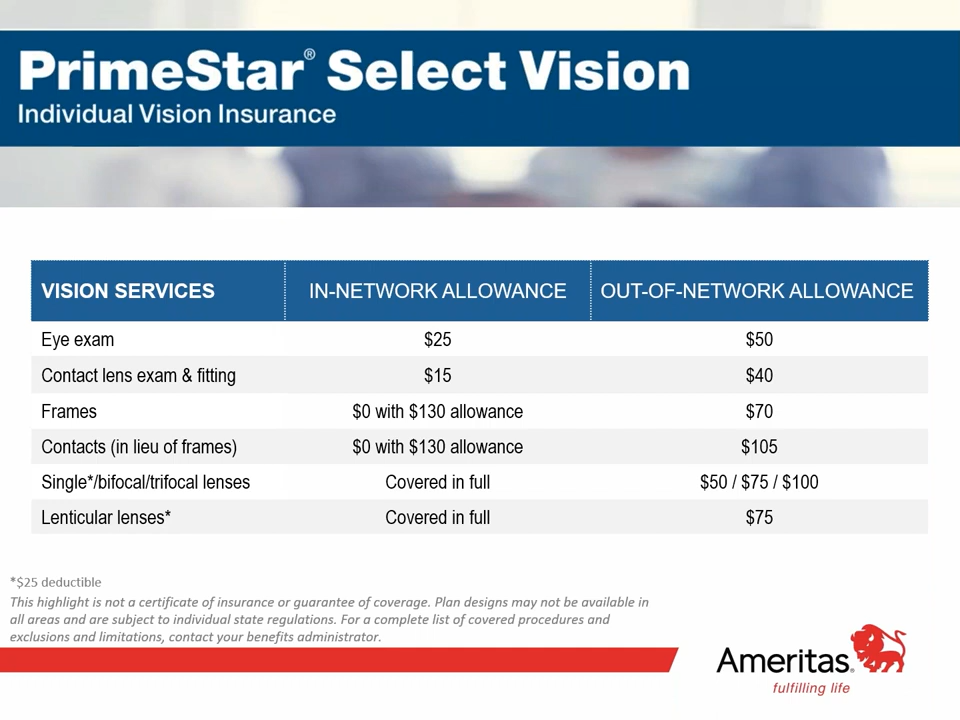 PrimeStar® Select Vision
Individual Vision Insurance
VISION SERVICES IN-NETWORK ALLOWANCE OUT-OF-NETWORK ALLOWANCE
Eye exam $25 $50
Contact lens exam & fitting $15 $40
Frames $0 with $130 allowance $70
Contacts (in lieu of frames) $0 with $130 allowance $105
Single*/bifocal/trifocal lenses Covered in full $50 / $75 / $100
Lenticular lenses* Covered in full $75
*$25 deductible
This highlight is not a certificate of insurance or guarantee of coverage. Plan designs may not be available in
all areas and are subject to individual state regulations. For a complete list of covered procedures and
exclusions and limitations, contact your benefits administrator.
Ameritas®
fulfilling life